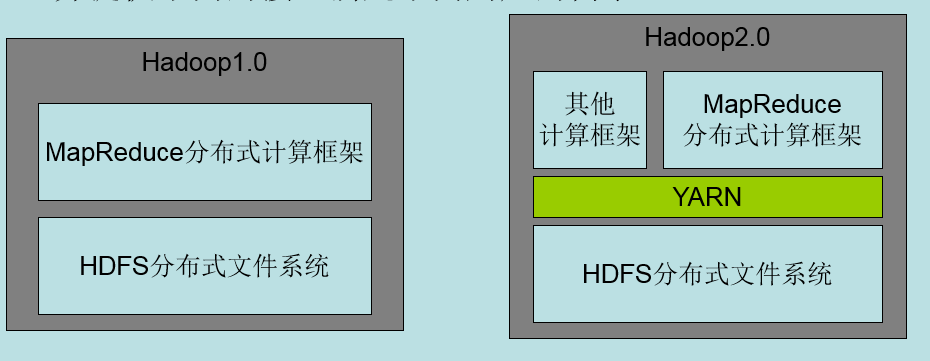 Hadoop1.0
MapReduce分布式计算框架
HDFS分布式文件系统
Hadoop2.0
其他
计算框架
MapReduce
分布式计算框架
YARN
HDFS分布式文件系统